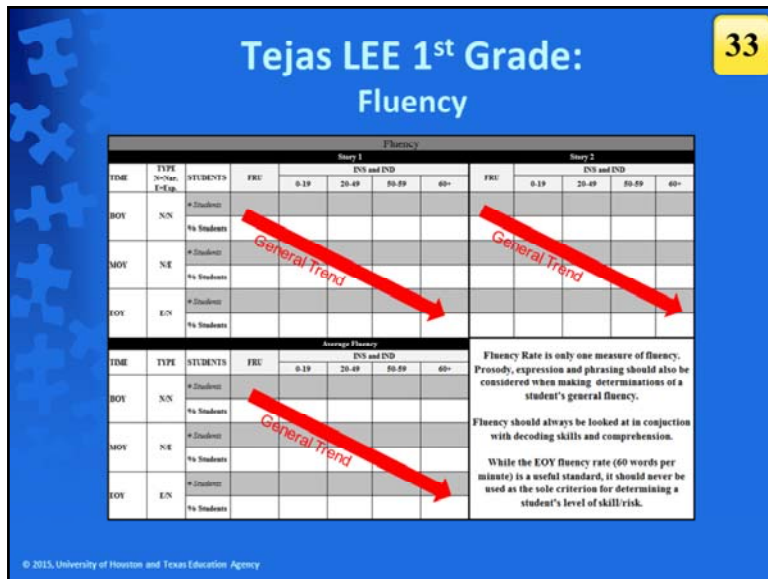 Tejas LEE 1st Grade:
Fluency
33
Fluency
Story 1 Story 2
TIME TYPE N=Nar. E=Exp. STUDENTS FRU INS and IND FRU INS and IND
0-19 20-49 50-59 60+ 0-19 20-49 50-59 60+
BOY N/N # Students
% Students
MOY N/E # Students
% Students
EOY E/N # Students
% Students
General Trend
General Trend
Average Fluency
TIME TYPE STUDENTS FRU INS and IND
0-19 20-49 50-59 60+
BOY N/N # Students
% Students
MOY N/E # Students
% Students
EOY E/N # Students
% Students
General Trend
Fluency Rate is only one measure of fluency.
Prosody, expression and phrasing should also be
considered when making determinations of a
student's general fluency.
Fluency should always be looked at in conjuction
with decoding skills and comprehension.
While the EOY fluency rate (60 words per
minute) is a useful standard, it should never be
used as the sole criterion for determining a
student's level of skill/risk.
© 2015, University of Houston and Texas Education Agency